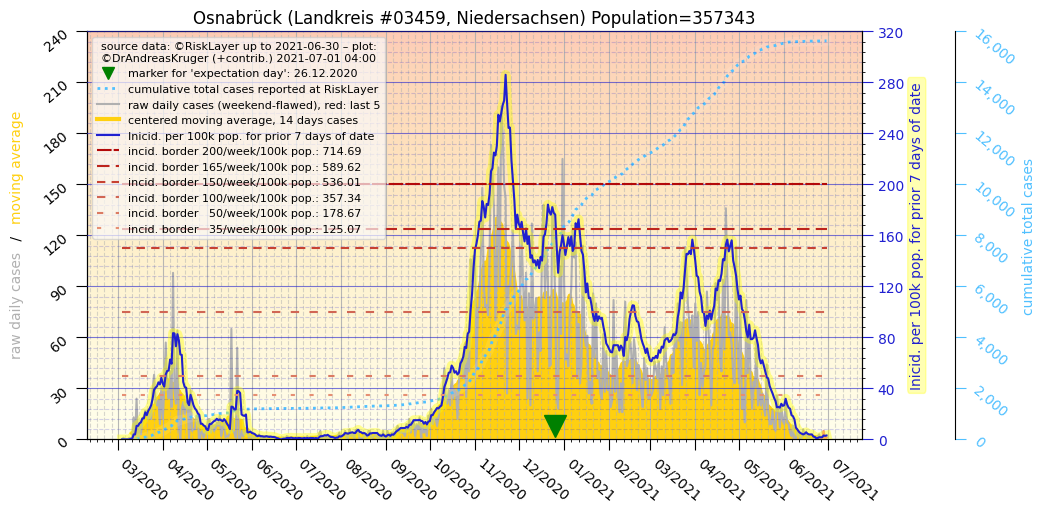 Osnabrück (Landkreis #03459, Niedersachsen) Population=357343
source data: ©RiskLayer up to 2021-06-30 – plot:
©DrAndreasKruger (+contrib.) 2021-07-01 04:00
marker for 'expectation day': 26.12.2020
cumulative total cases reported at RiskLayer
raw daily cases (weekend-flawed), red: last 5
centered moving average, 14 days cases
Inicid. per 100k pop. for prior 7 days of date
incid. border 200/week/100k pop.: 714.69
incid. border 165/week/100k pop.: 589.62
incid. border 150/week/100k pop.: 536.01
incid. border 100/week/100k pop.: 357.34
incid. border 50/week/100k pop.: 178.67
incid. border 35/week/100k pop.: 125.07
raw daily cases / moving average
240
210
180
150
120
90
60
30
0
03/2020
04/2020
05/2020
06/2020
07/2020
08/2020
09/2020
10/2020
11/2020
12/2020
01/2021
02/2021
03/2021
04/2021
05/2021
06/2021
07/2021
320
280
240
200
160
120
80
40
0
Inicid. per 100k pop. for prior 7 days of date
16,000
14,000
12,000
10,000
8,000
6,000
4,000
2,000
0
cumulative total cases